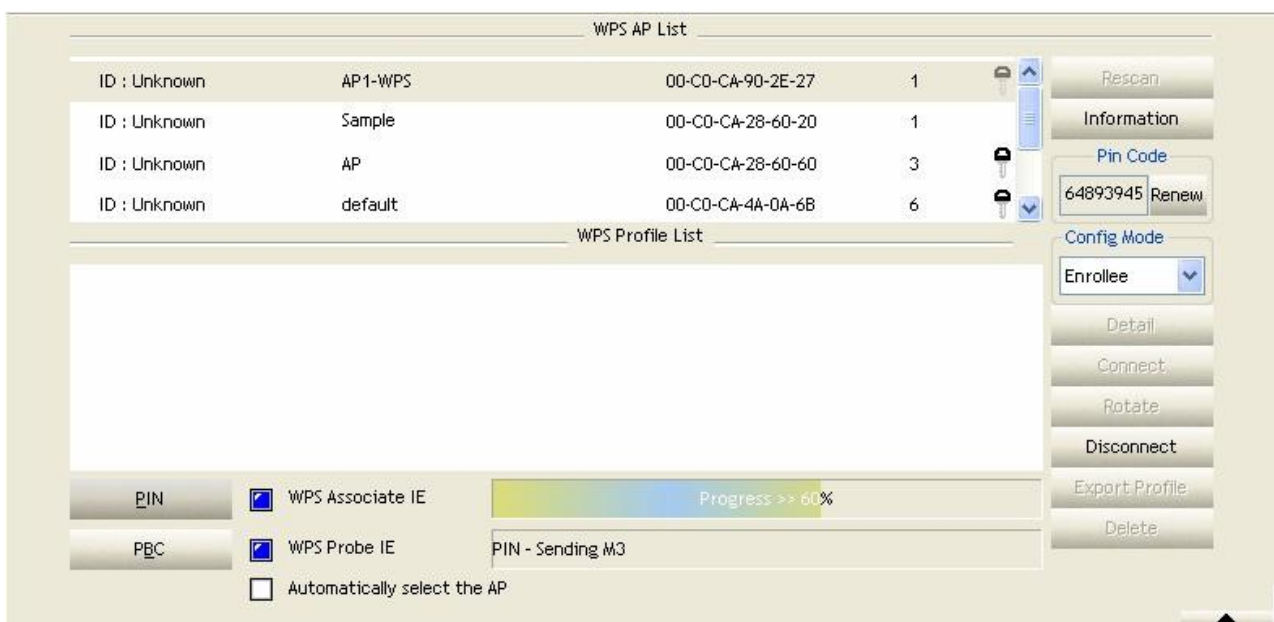 WPS AP List
ID : Unknown AP1-WPS 00-C0-CA-90-2E-27 1
ID : Unknown Sample 00-C0-CA-28-60-20 1
ID : Unknown AP 00-C0-CA-28-60-60 3
ID : Unknown default 00-C0-CA-4A-0A-6B 6
Rescan
Information
Pin Code
64893945 Renew
WPS Profile List
Config Mode
Enrollee
Detail
Connect
Rotate
Disconnect
Export Profile
Delete
PIN WPS Associate IE Progress >> 60%
PBC WPS Probe IE PIN - Sending M3
Automatically select the AP